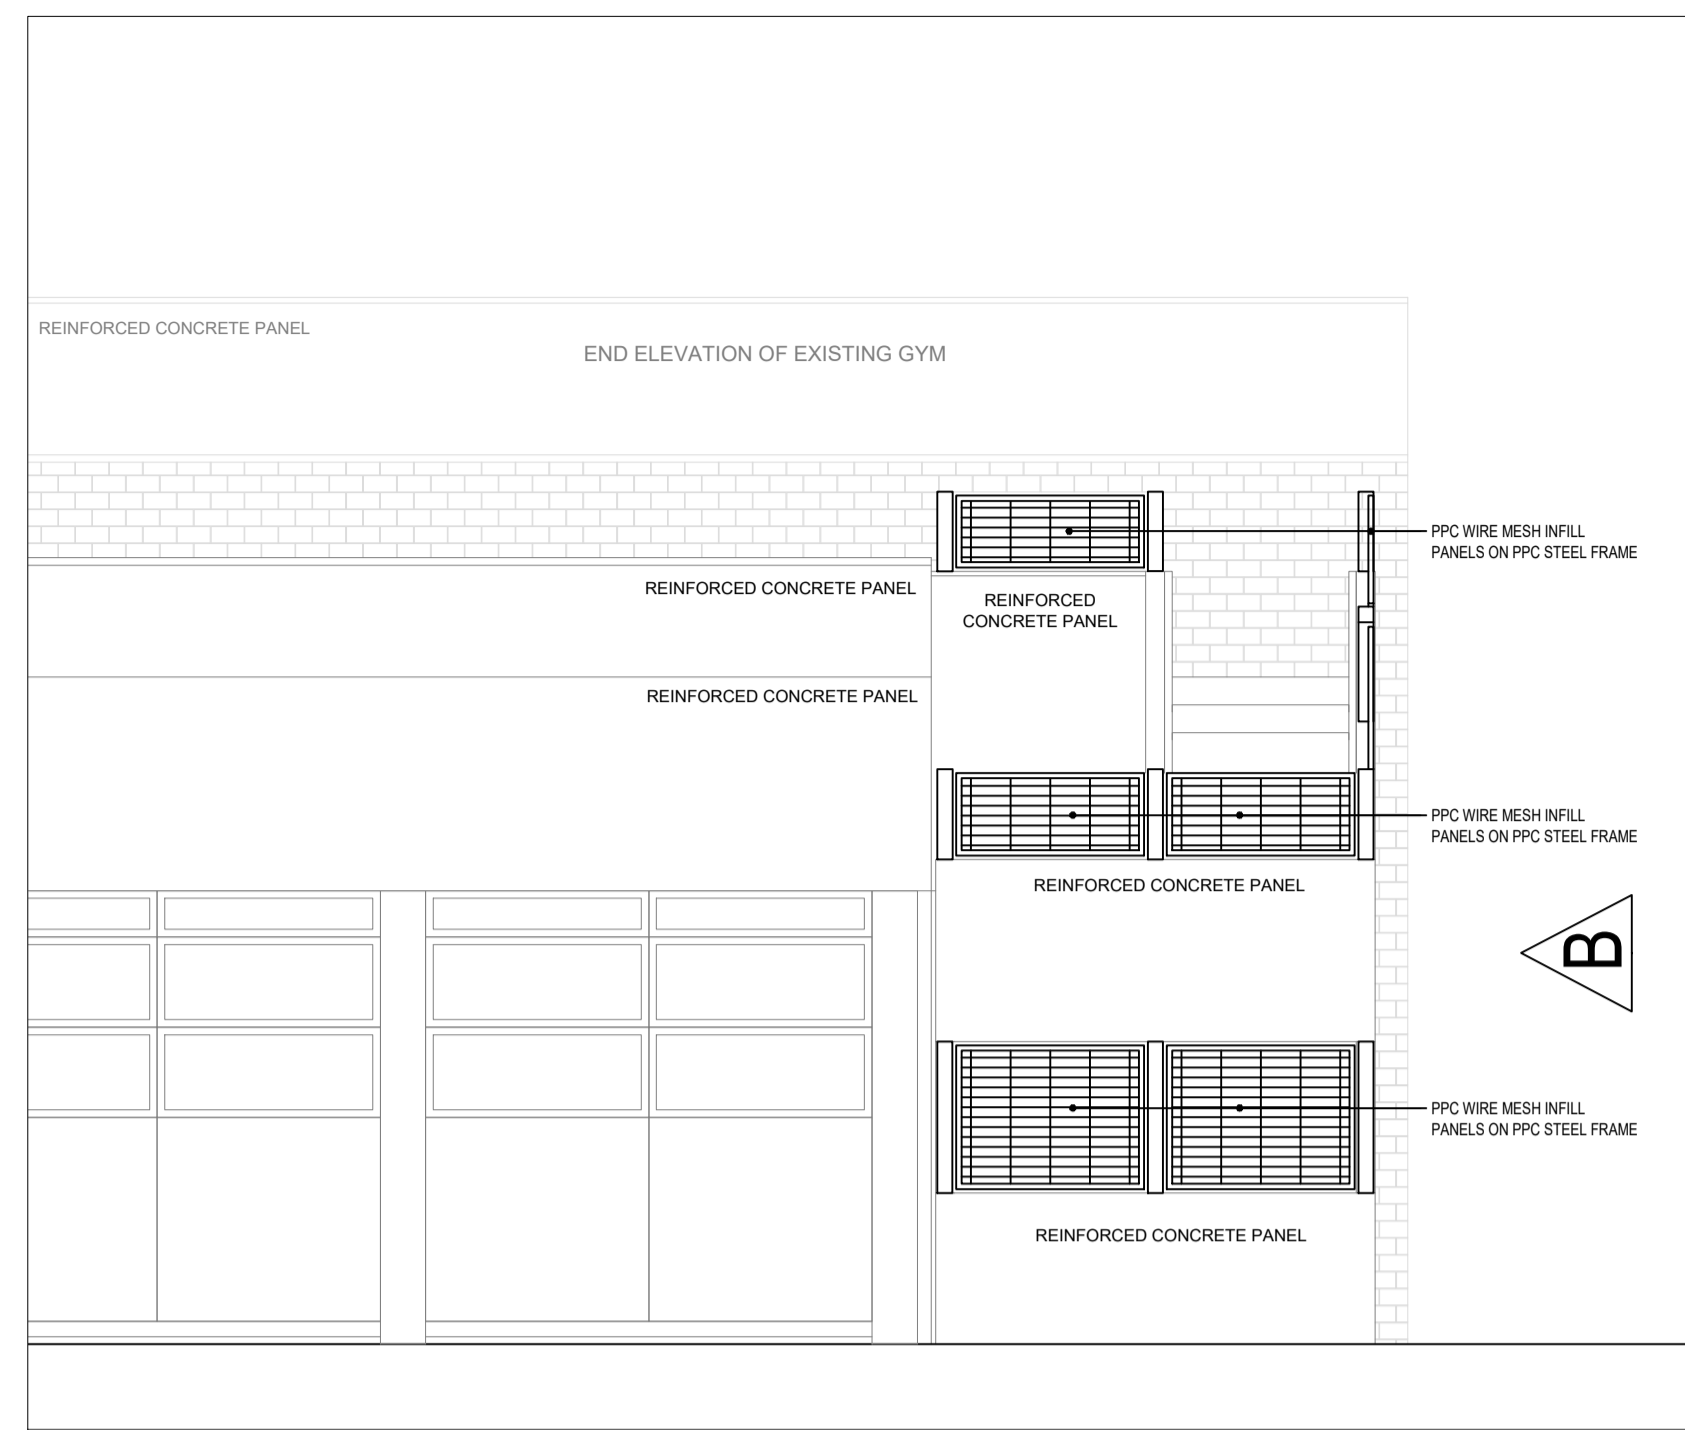 REINFORCED CONCRETE PANEL
END ELEVATION OF EXISTING GYM
PPC WIRE MESH INFILL
PANELS ON PPC STEEL FRAME
REINFORCED CONCRETE PANEL
REINFORCED
CONCRETE PANEL
REINFORCED CONCRETE PANEL
PPC WIRE MESH INFILL
PANELS ON PPC STEEL FRAME
REINFORCED CONCRETE PANEL
B
PPC WIRE MESH INFILL
PANELS ON PPC STEEL FRAME
REINFORCED CONCRETE PANEL